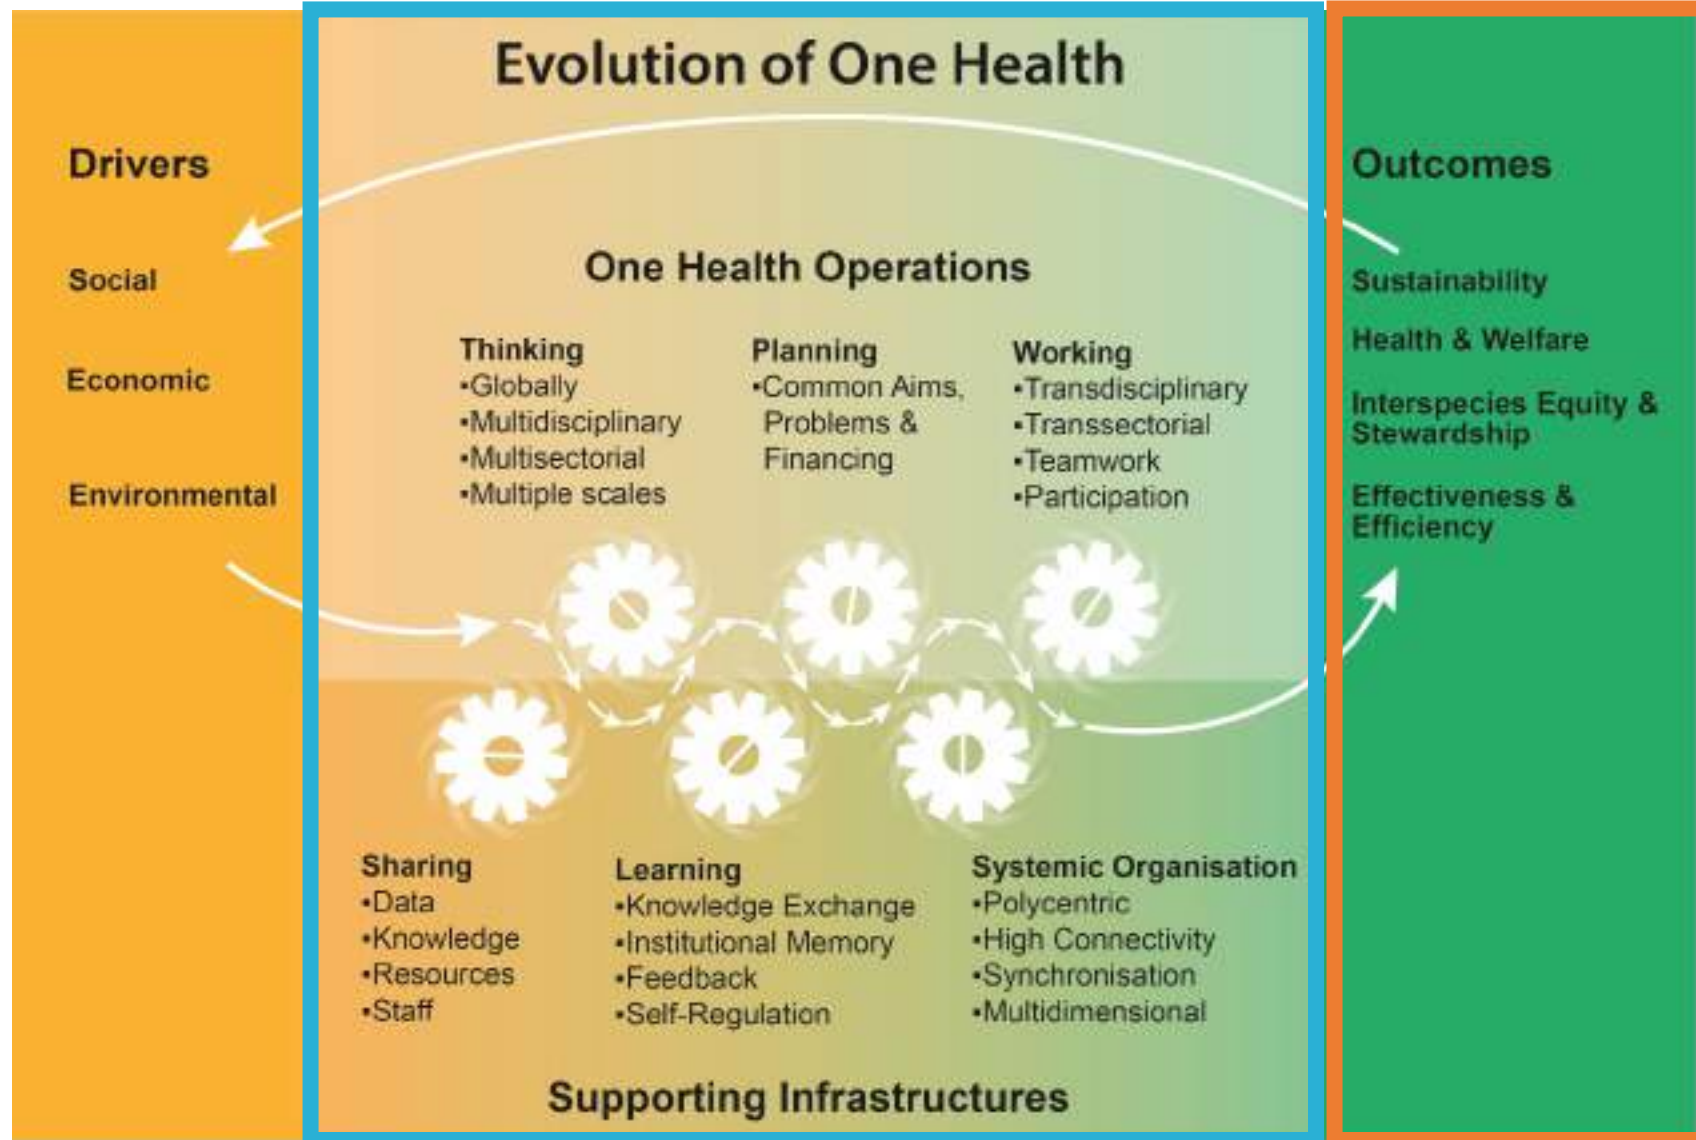 Evolution of One Health
Drivers
Social
Economic
Environmental
One Health Operations
Thinking
•Globally
•Multidisciplinary
•Multisectorial
•Multiple scales
Planning
•Common Aims,
Problems &
Financing
Working
•Transdisciplinary
•Transsectorial
•Teamwork
•Participation
Sharing
•Data
•Knowledge
•Resources
•Staff
Learning
•Knowledge Exchange
•Institutional Memory
•Feedback
•Self-Regulation
Systemic Organisation
•Polycentric
•High Connectivity
•Synchronisation
•Multidimensional
Supporting Infrastructures
Outcomes
Sustainability
Health & Welfare
Interspecies Equity &
Stewardship
Effectiveness &
Efficiency